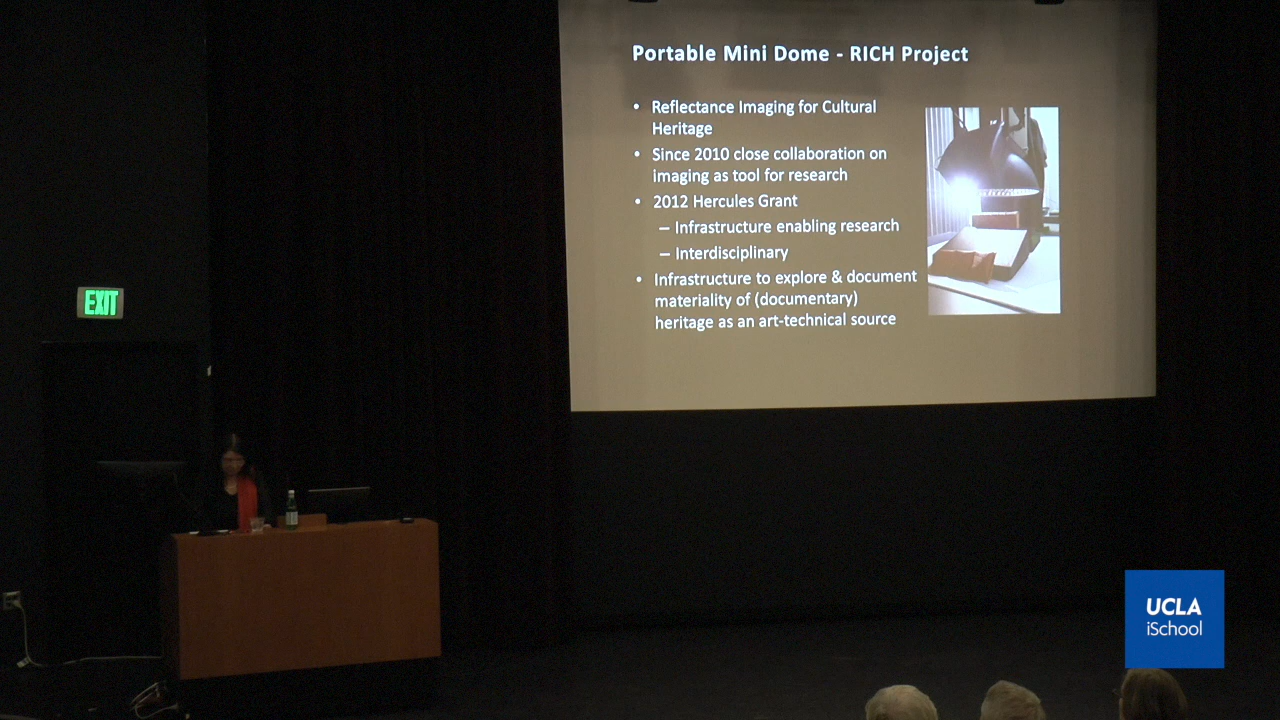 Portable Mini Dome - RICH Project
• Reflectance Imaging for Cultural
Heritage
• Since 2010 close collaboration on
imaging as tool for research
• 2012 Hercules Grant
– Infrastructure enabling research
– Interdisciplinary
• Infrastructure to explore & document
materiality of (documentary)
heritage as an art-technical source
EXIT
UCLA
iSchool